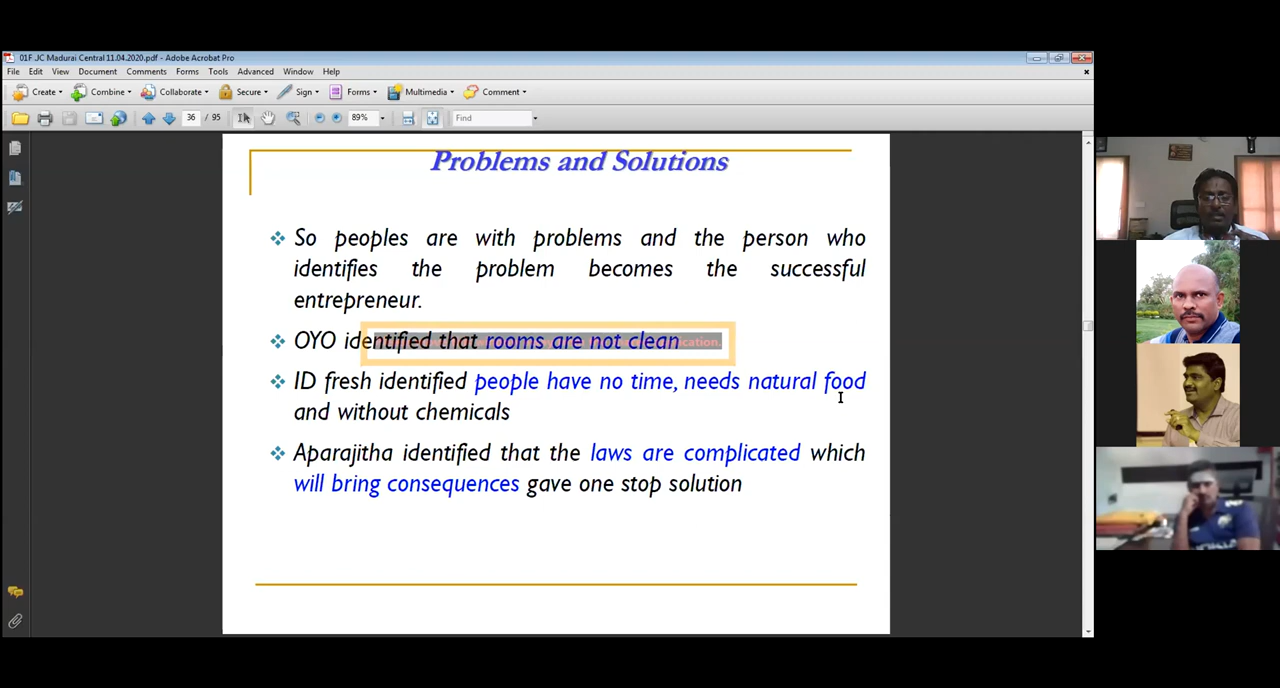 01F .JC Madurai Central 11.04.2020.pdf - Adobe Acrobat Pro
File Edit View Document Comments Forms Tools Advanced Window Help
Create Combine Collaborate Secure Sign Forms Multimedia Comment
36 / 95 89% Find
Problems and Solutions
So peoples are with problems and the person who
identifies the problem becomes the successful
entrepreneur.
OYO identified that rooms are not clean
ID fresh identified people have no time, needs natural food
and without chemicals
Aparajitha identified that the laws are complicated which
will bring consequences gave one stop solution